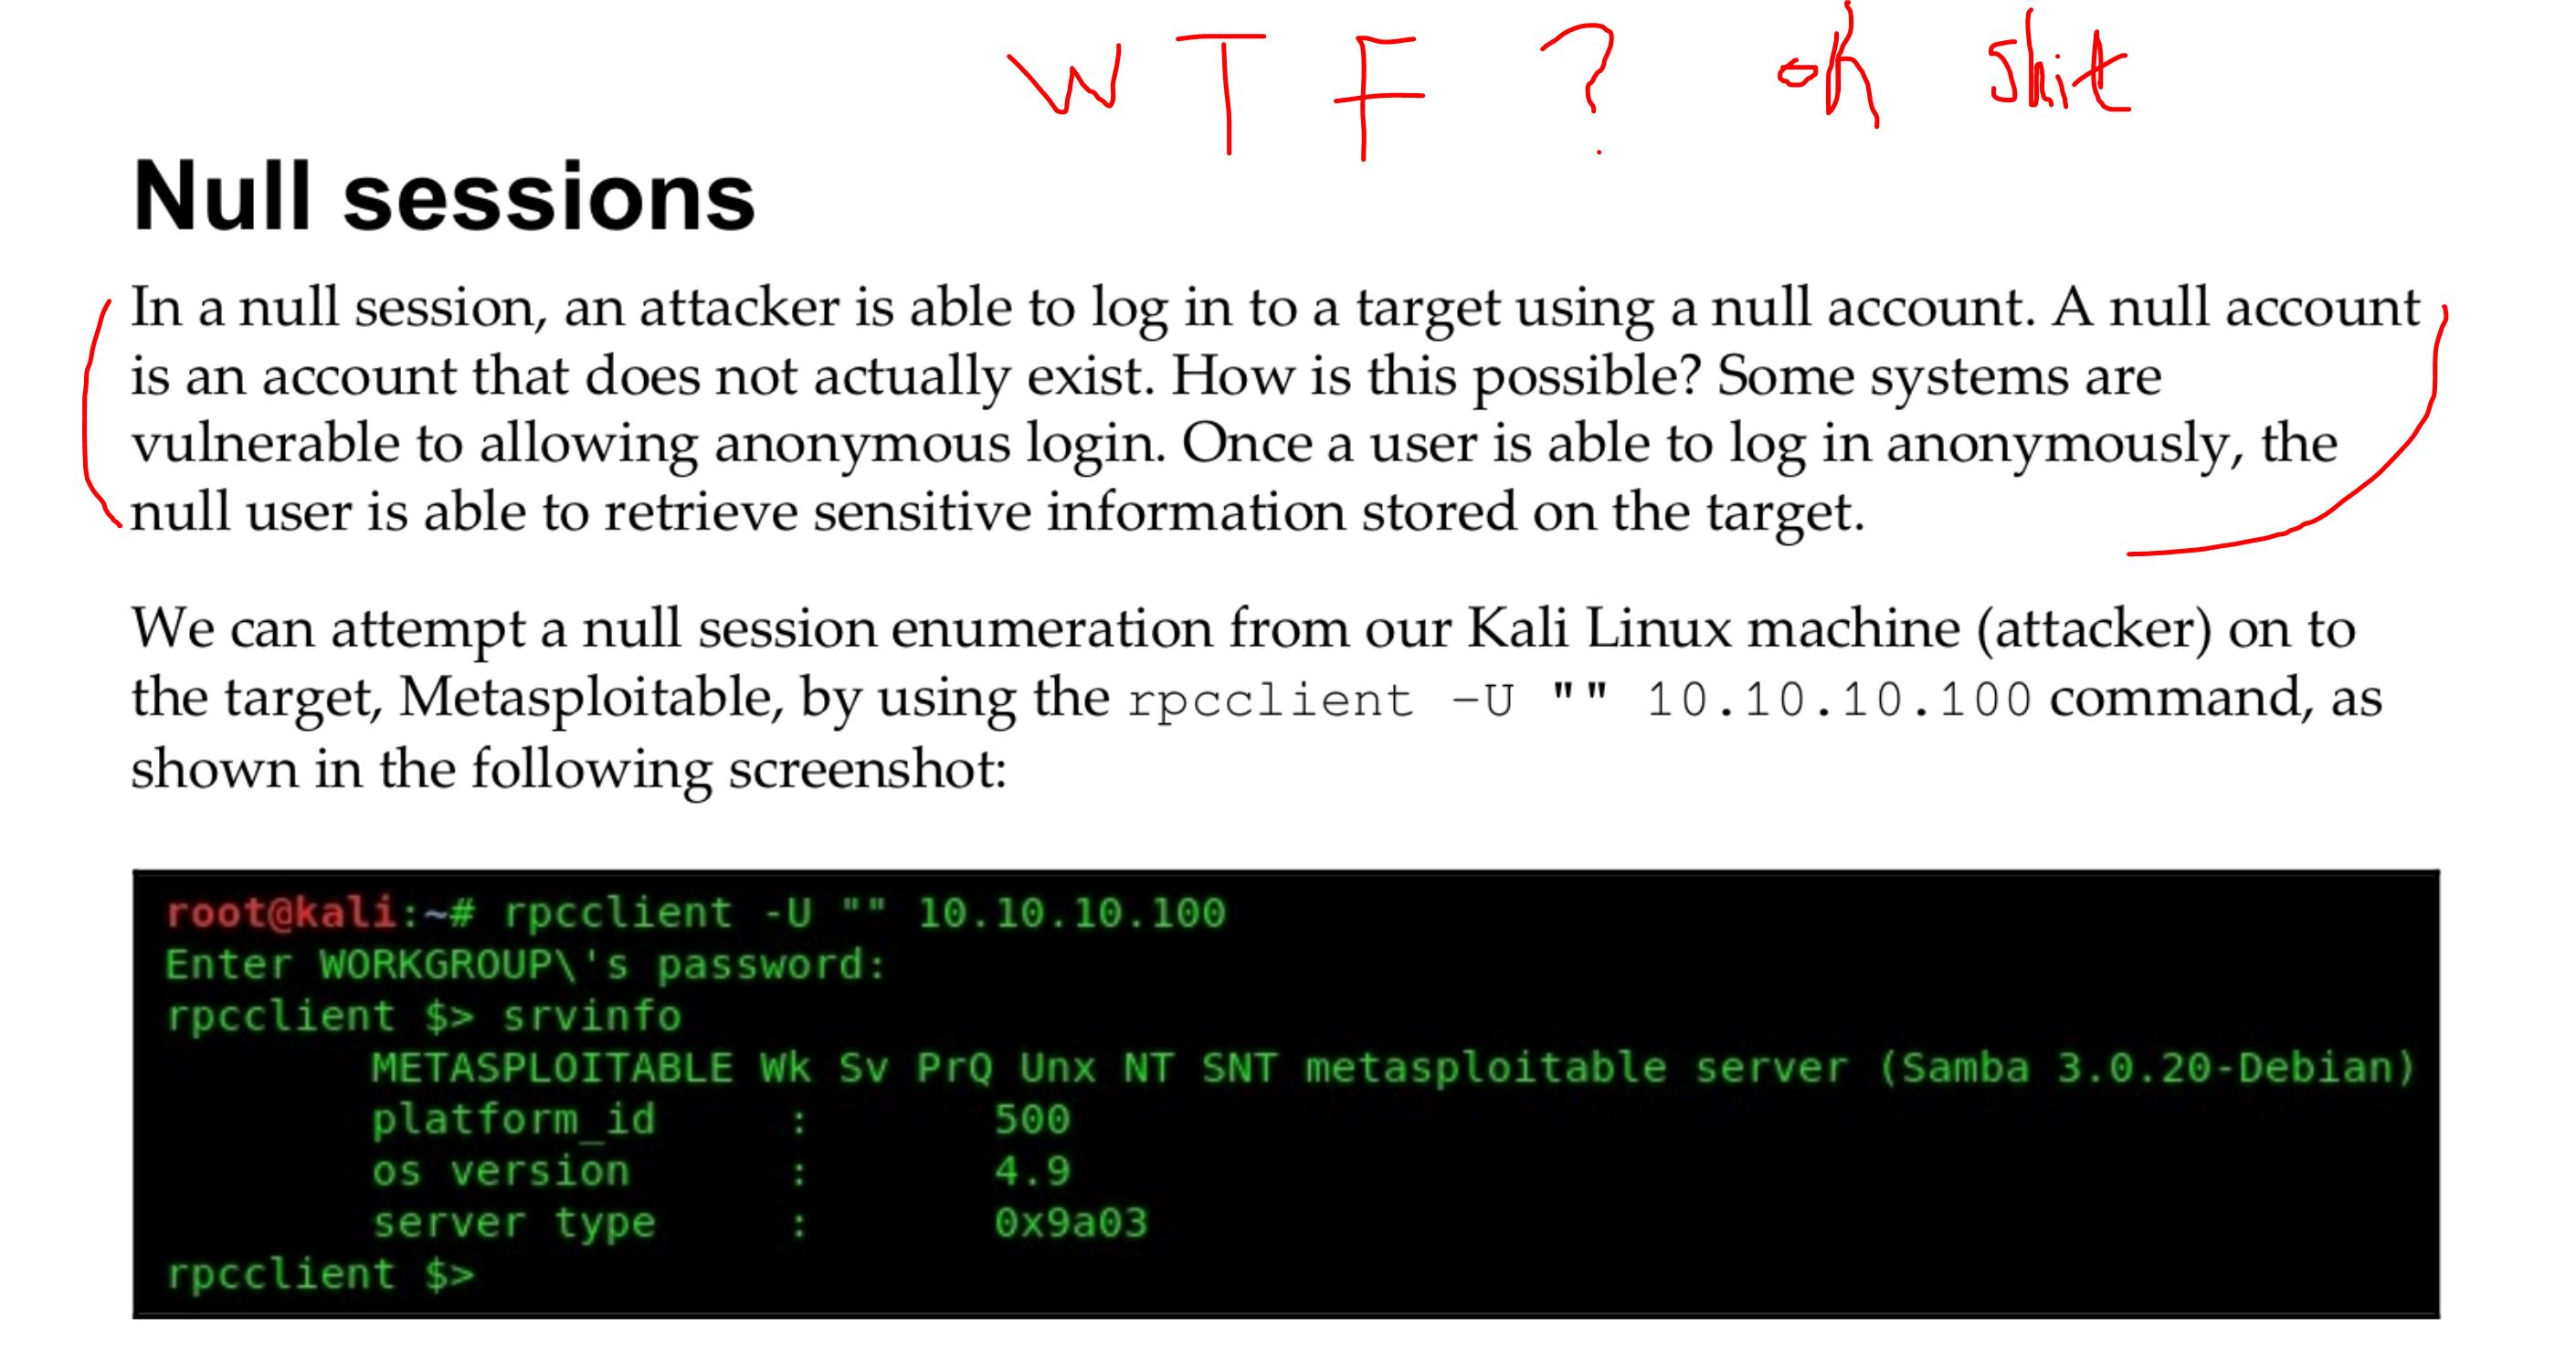 W T F ? oh shit
Null sessions
In a null session, an attacker is able to log in to a target using a null account. A null account
is an account that does not actually exist. How is this possible? Some systems are
vulnerable to allowing anonymous login. Once a user is able to log in anonymously, the
null user is able to retrieve sensitive information stored on the target.
We can attempt a null session enumeration from our Kali Linux machine (attacker) on to
the target, Metasploitable, by using the rpcclient -U "" 10.10.10.100 command, as
shown in the following screenshot:
root@kali:~# rpcclient -U "" 10.10.10.100
Enter WORKGROUP\'s password:
rpcclient $> srvinfo
METASPLOITABLE Wk Sv PrQ Unx NT SNT metasploitable server (Samba 3.0.20-Debian)
platform_id : 500
os version : 4.9
server type : 0x9a03
rpcclient $>